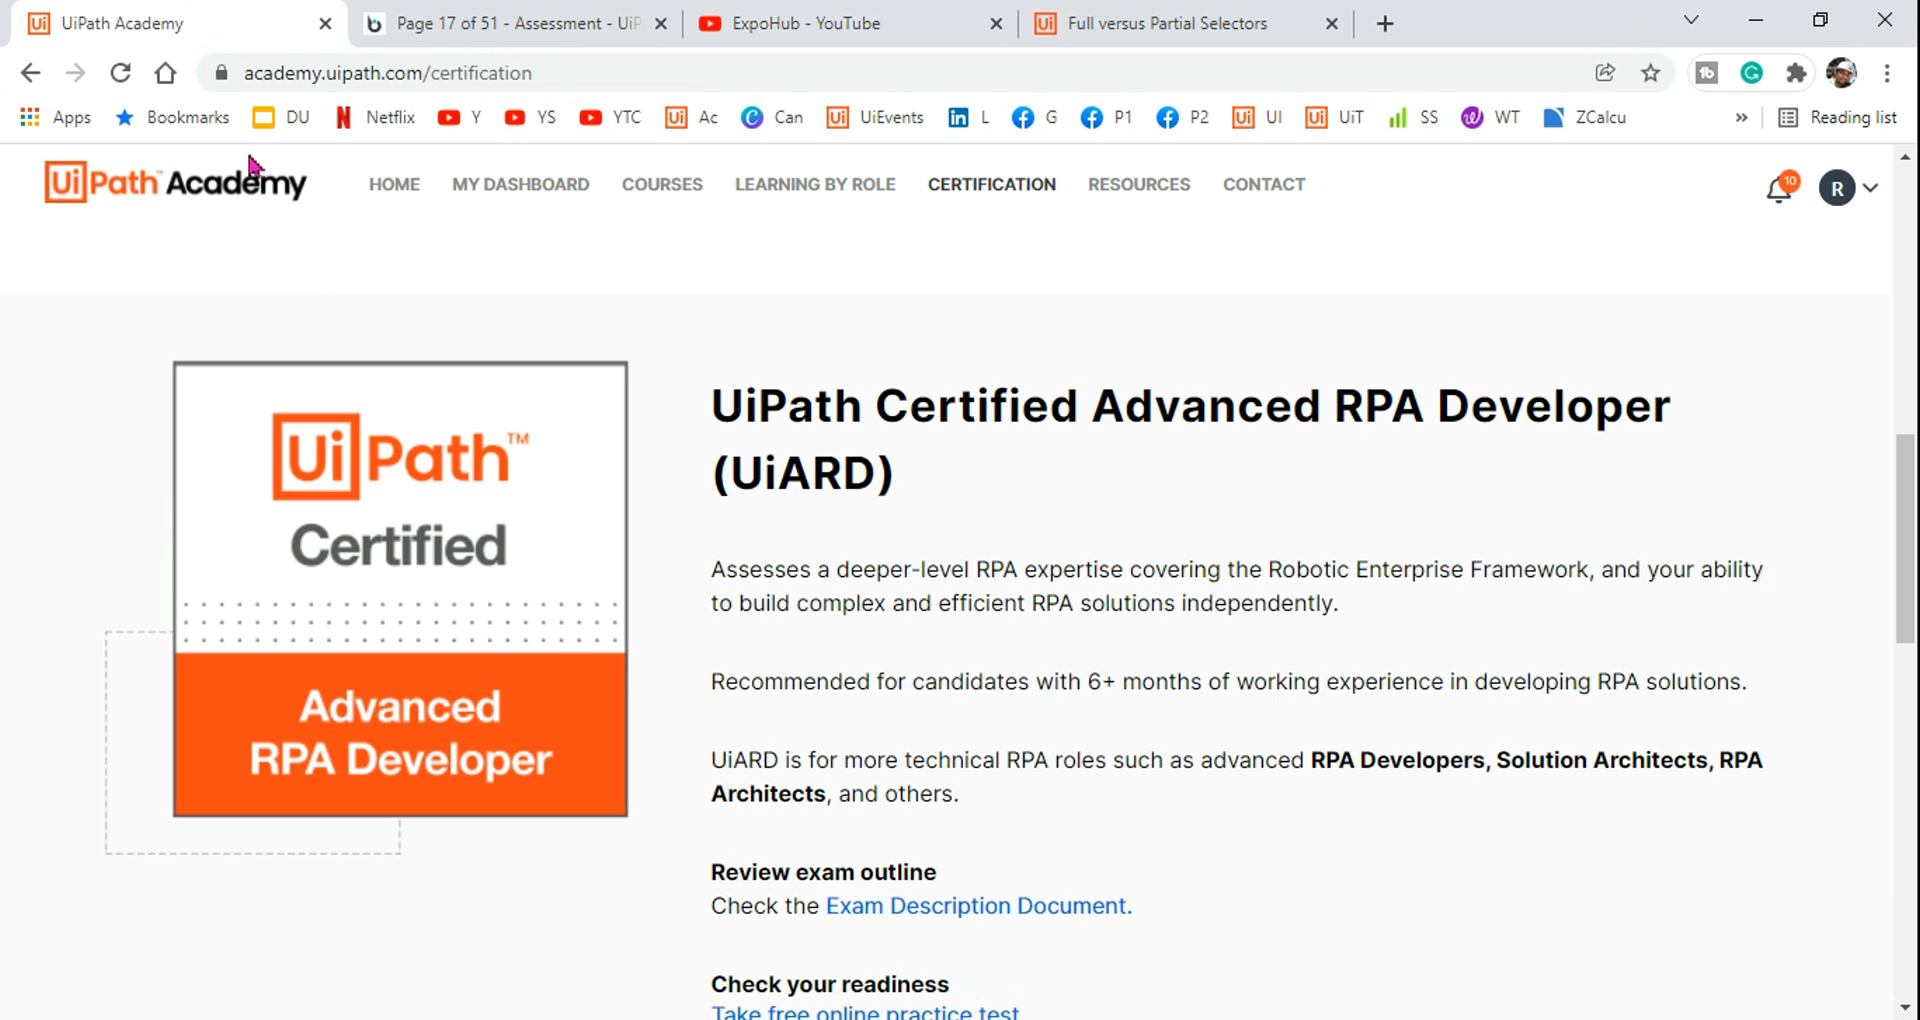 UiPath Academy
Page 17 of 51 - Assessment - UiP
ExpoHub - YouTube
Full versus Partial Selectors
academy.uipath.com/certification
Apps Bookmarks DU Netflix Y YS YTC Ac Can UiEvents L G P1 P2 UI UiT SS WT ZCalcu » Reading list
UiPath™ Academy
HOME MY DASHBOARD COURSES LEARNING BY ROLE CERTIFICATION RESOURCES CONTACT
10
R
UiPath™
Certified
Advanced
RPA Developer
UiPath Certified Advanced RPA Developer
(UiARD)
Assesses a deeper-level RPA expertise covering the Robotic Enterprise Framework, and your ability
to build complex and efficient RPA solutions independently.
Recommended for candidates with 6+ months of working experience in developing RPA solutions.
UiARD is for more technical RPA roles such as advanced RPA Developers, Solution Architects, RPA
Architects, and others.
Review exam outline
Check the Exam Description Document.
Check your readiness
Take free online practice test